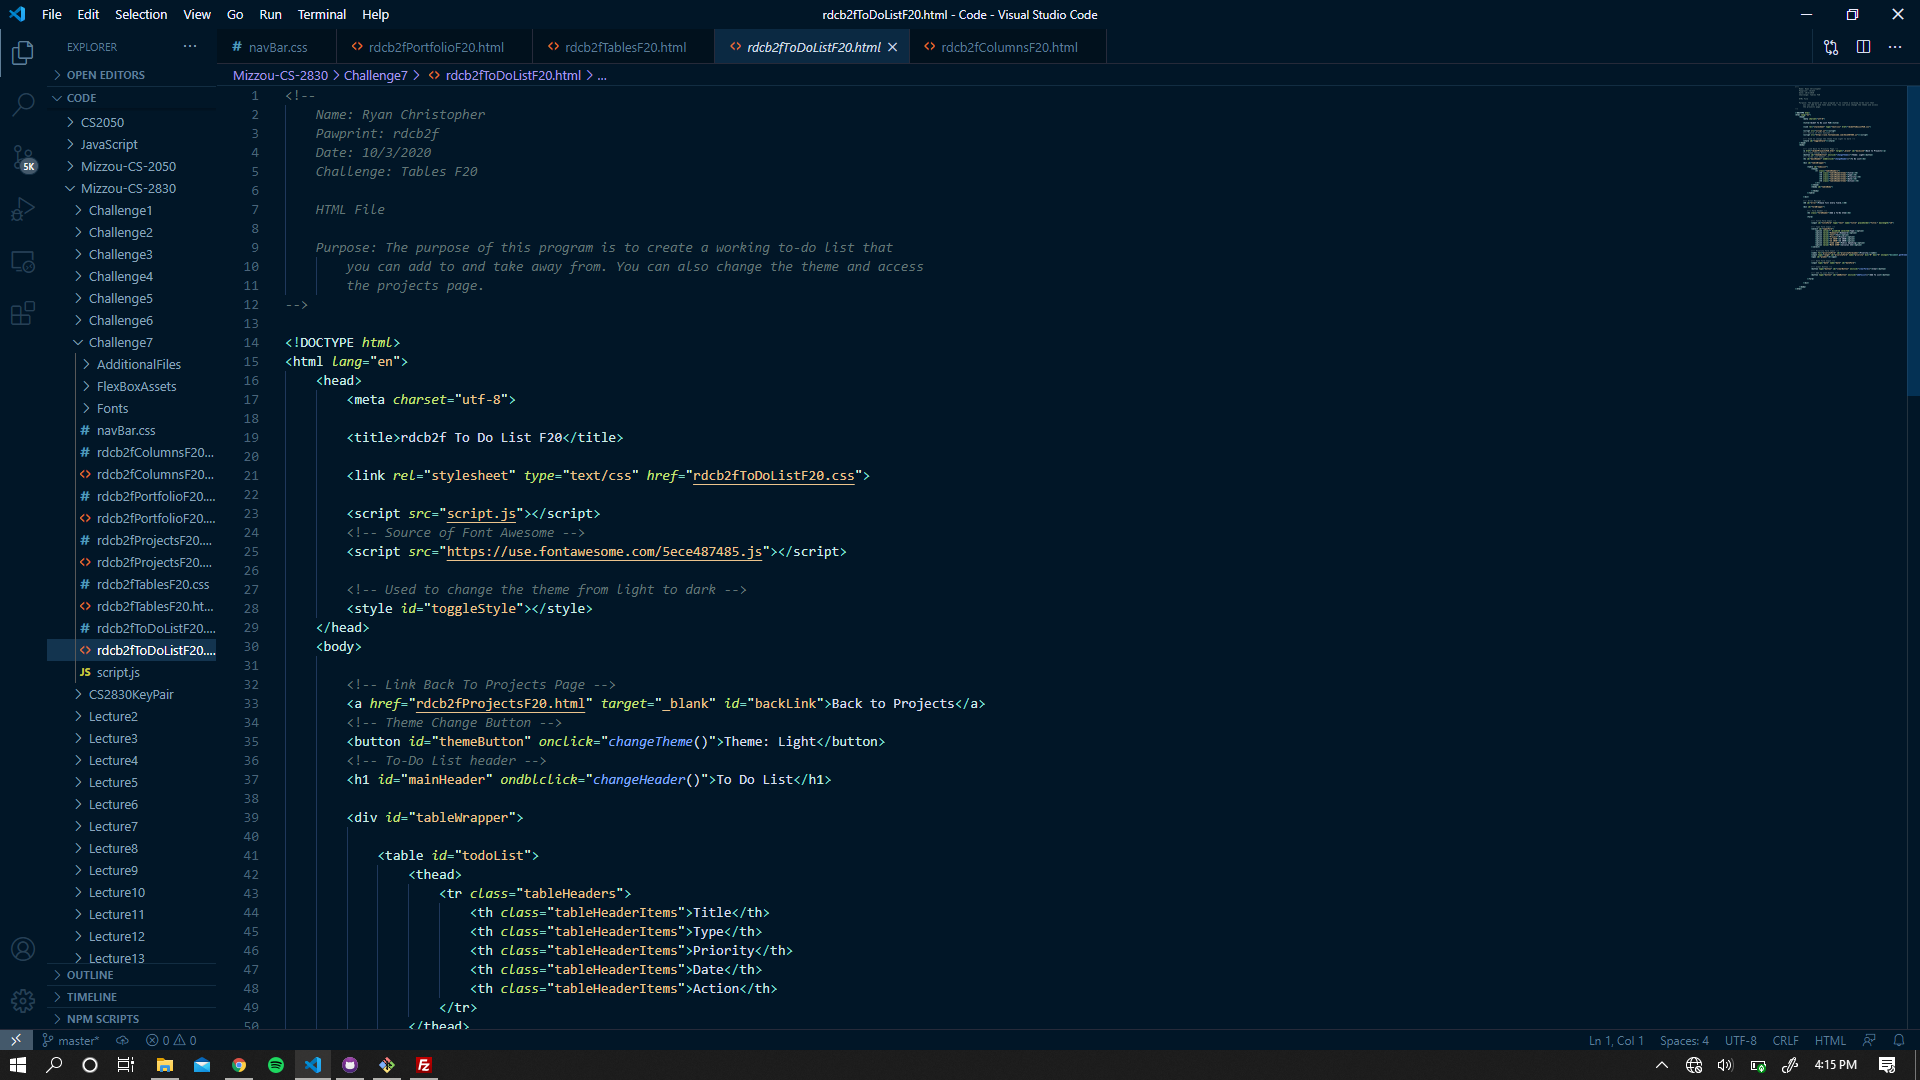 File Edit Selection View Go Run Terminal Help
rdcb2fToDoListF20.html - Code - Visual Studio Code
EXPLORER ...
navBar.css
rdcb2fPortfolioF20.html
rdcb2fTablesF20.html
rdcb2fToDoListF20.html
rdcb2fColumnsF20.html
Mizzou-CS-2830 > Challenge7 > rdcb2fToDoListF20.html > ...
OPEN EDITORS
CODE
CS2050
JavaScript
Mizzou-CS-2050
Mizzou-CS-2830
Challenge1
Challenge2
Challenge3
Challenge4
Challenge5
Challenge6
Challenge7
AdditionalFiles
FlexBoxAssets
Fonts
# navBar.css
# rdcb2fColumnsF20...
<> rdcb2fColumnsF20...
# rdcb2fPortfolioF20....
<> rdcb2fPortfolioF20....
# rdcb2fProjectsF20....
<> rdcb2fProjectsF20....
# rdcb2fTablesF20.css
<> rdcb2fTablesF20.ht...
# rdcb2fToDoListF20....
<> rdcb2fToDoListF20....
JS script.js
CS2830KeyPair
Lecture2
Lecture3
Lecture4
Lecture5
Lecture6
Lecture7
Lecture8
Lecture9
Lecture10
Lecture11
Lecture12
Lecture13
OUTLINE
TIMELINE
NPM SCRIPTS
5K
1 <!--
2 Name: Ryan Christopher
3 Pawprint: rdcb2f
4 Date: 10/3/2020
5 Challenge: Tables F20
6
7 HTML File
8
9 Purpose: The purpose of this program is to create a working to-do list that
10 you can add to and take away from. You can also change the theme and access
11 the projects page.
12 -->
13
14 <!DOCTYPE html>
15 <html lang="en">
16 <head>
17 <meta charset="utf-8">
18
19 <title>rdcb2f To Do List F20</title>
20
21 <link rel="stylesheet" type="text/css" href="rdcb2fToDoListF20.css">
22
23 <script src="script.js"></script>
24 <!-- Source of Font Awesome -->
25 <script src="https://use.fontawesome.com/5ece487485.js"></script>
26
27 <!-- Used to change the theme from light to dark -->
28 <style id="toggleStyle"></style>
29 </head>
30 <body>
31
32 <!-- Link Back To Projects Page -->
33 <a href="rdcb2fProjectsF20.html" target="_blank" id="backLink">Back to Projects</a>
34 <!-- Theme Change Button -->
35 <button id="themeButton" onclick="changeTheme()">Theme: Light</button>
36 <!-- To-Do List header -->
37 <h1 id="mainHeader" ondblclick="changeHeader()">To Do List</h1>
38
39 <div id="tableWrapper">
40
41 <table id="todoList">
42 <thead>
43 <tr class="tableHeaders">
44 <th class="tableHeaderItems">Title</th>
45 <th class="tableHeaderItems">Type</th>
46 <th class="tableHeaderItems">Priority</th>
47 <th class="tableHeaderItems">Date</th>
48 <th class="tableHeaderItems">Action</th>
49 </tr>
50 </thead>
master* 0 0
Ln 1, Col 1 Spaces: 4 UTF-8 CRLF HTML
4:15 PM